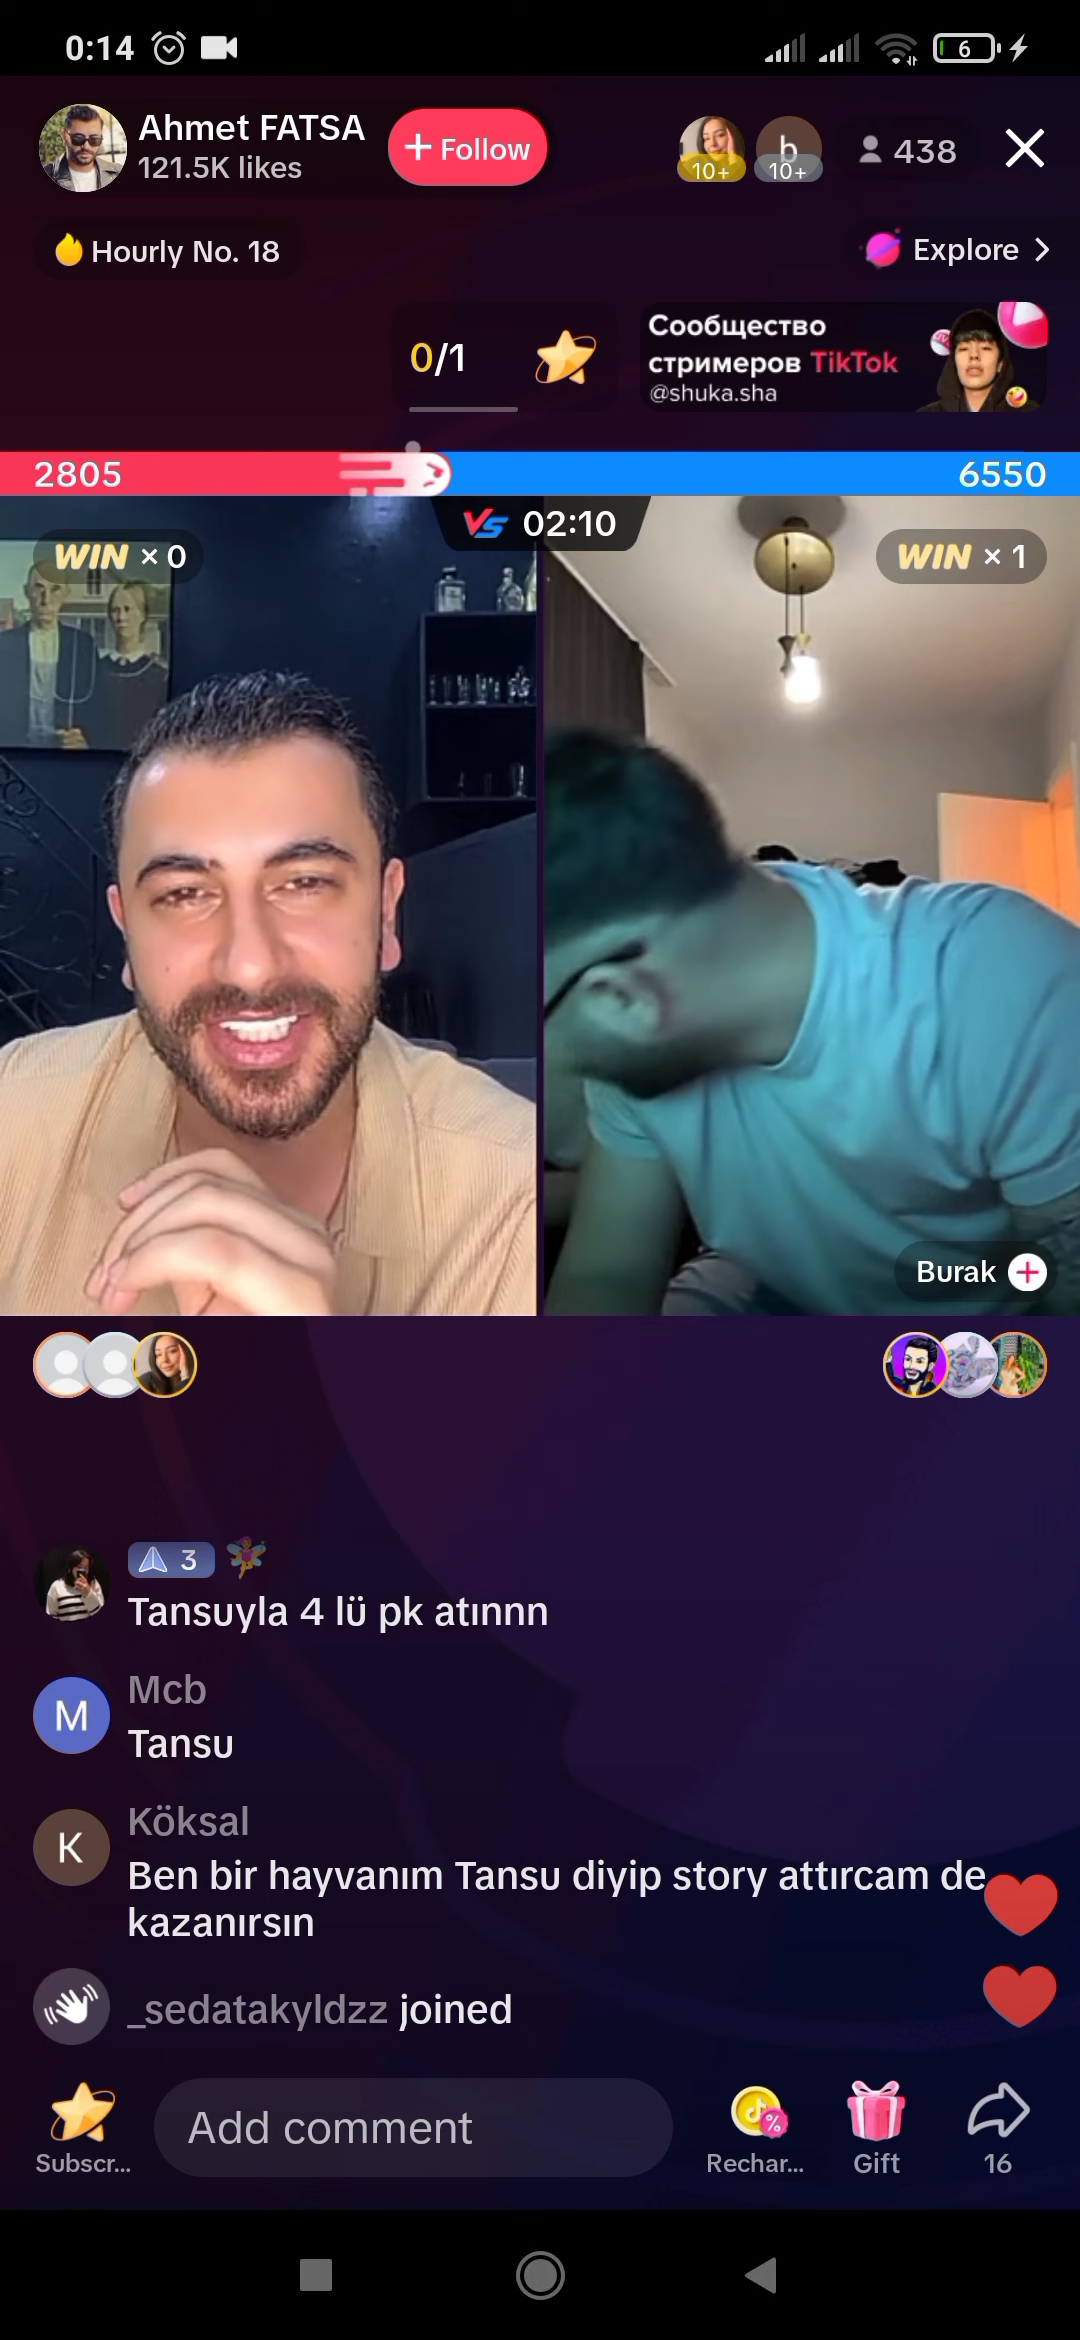 0:14
6
Ahmet FATSA
121.5K likes
+ Follow
10+
b
10+
438
Hourly No. 18
Explore >
0/1
Сообщество
стримеров TikTok
@shuka.sha
2805
6550
VS 02:10
WIN × 0
WIN × 1
Burak +
3
Tansuyla 4 lü pk atınnn
Mcb
M
Tansu
Köksal
K
Ben bir hayvanım Tansu diyip story attırcam de
kazanırsın
_sedatakyldzz joined
Add comment
Subscr...
Rechar...
Gift
16